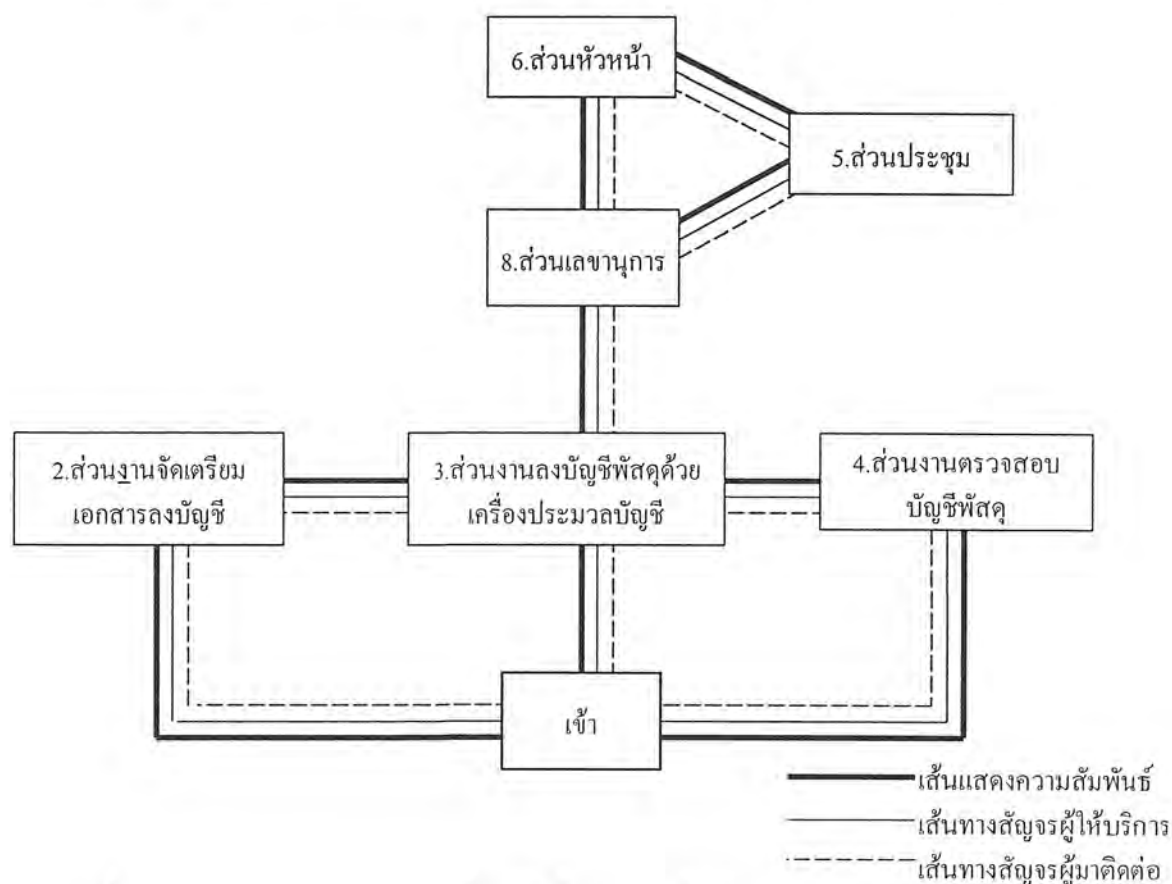 6.ส่วนหัวหน้า
5.ส่วนประชุม
8.ส่วนเลขานุการ
2.ส่วนงานจัดเตรียม
เอกสารลงบัญชี
3.ส่วนงานลงบัญชีพัสดุด้วย
เครื่องประมวลบัญชี
4.ส่วนงานตรวจสอบ
บัญชีพัสดุ
เข้า
เส้นแสดงความสัมพันธ์
เส้นทางสัญจรผู้ให้บริการ
เส้นทางสัญจรผู้มาติดต่อ